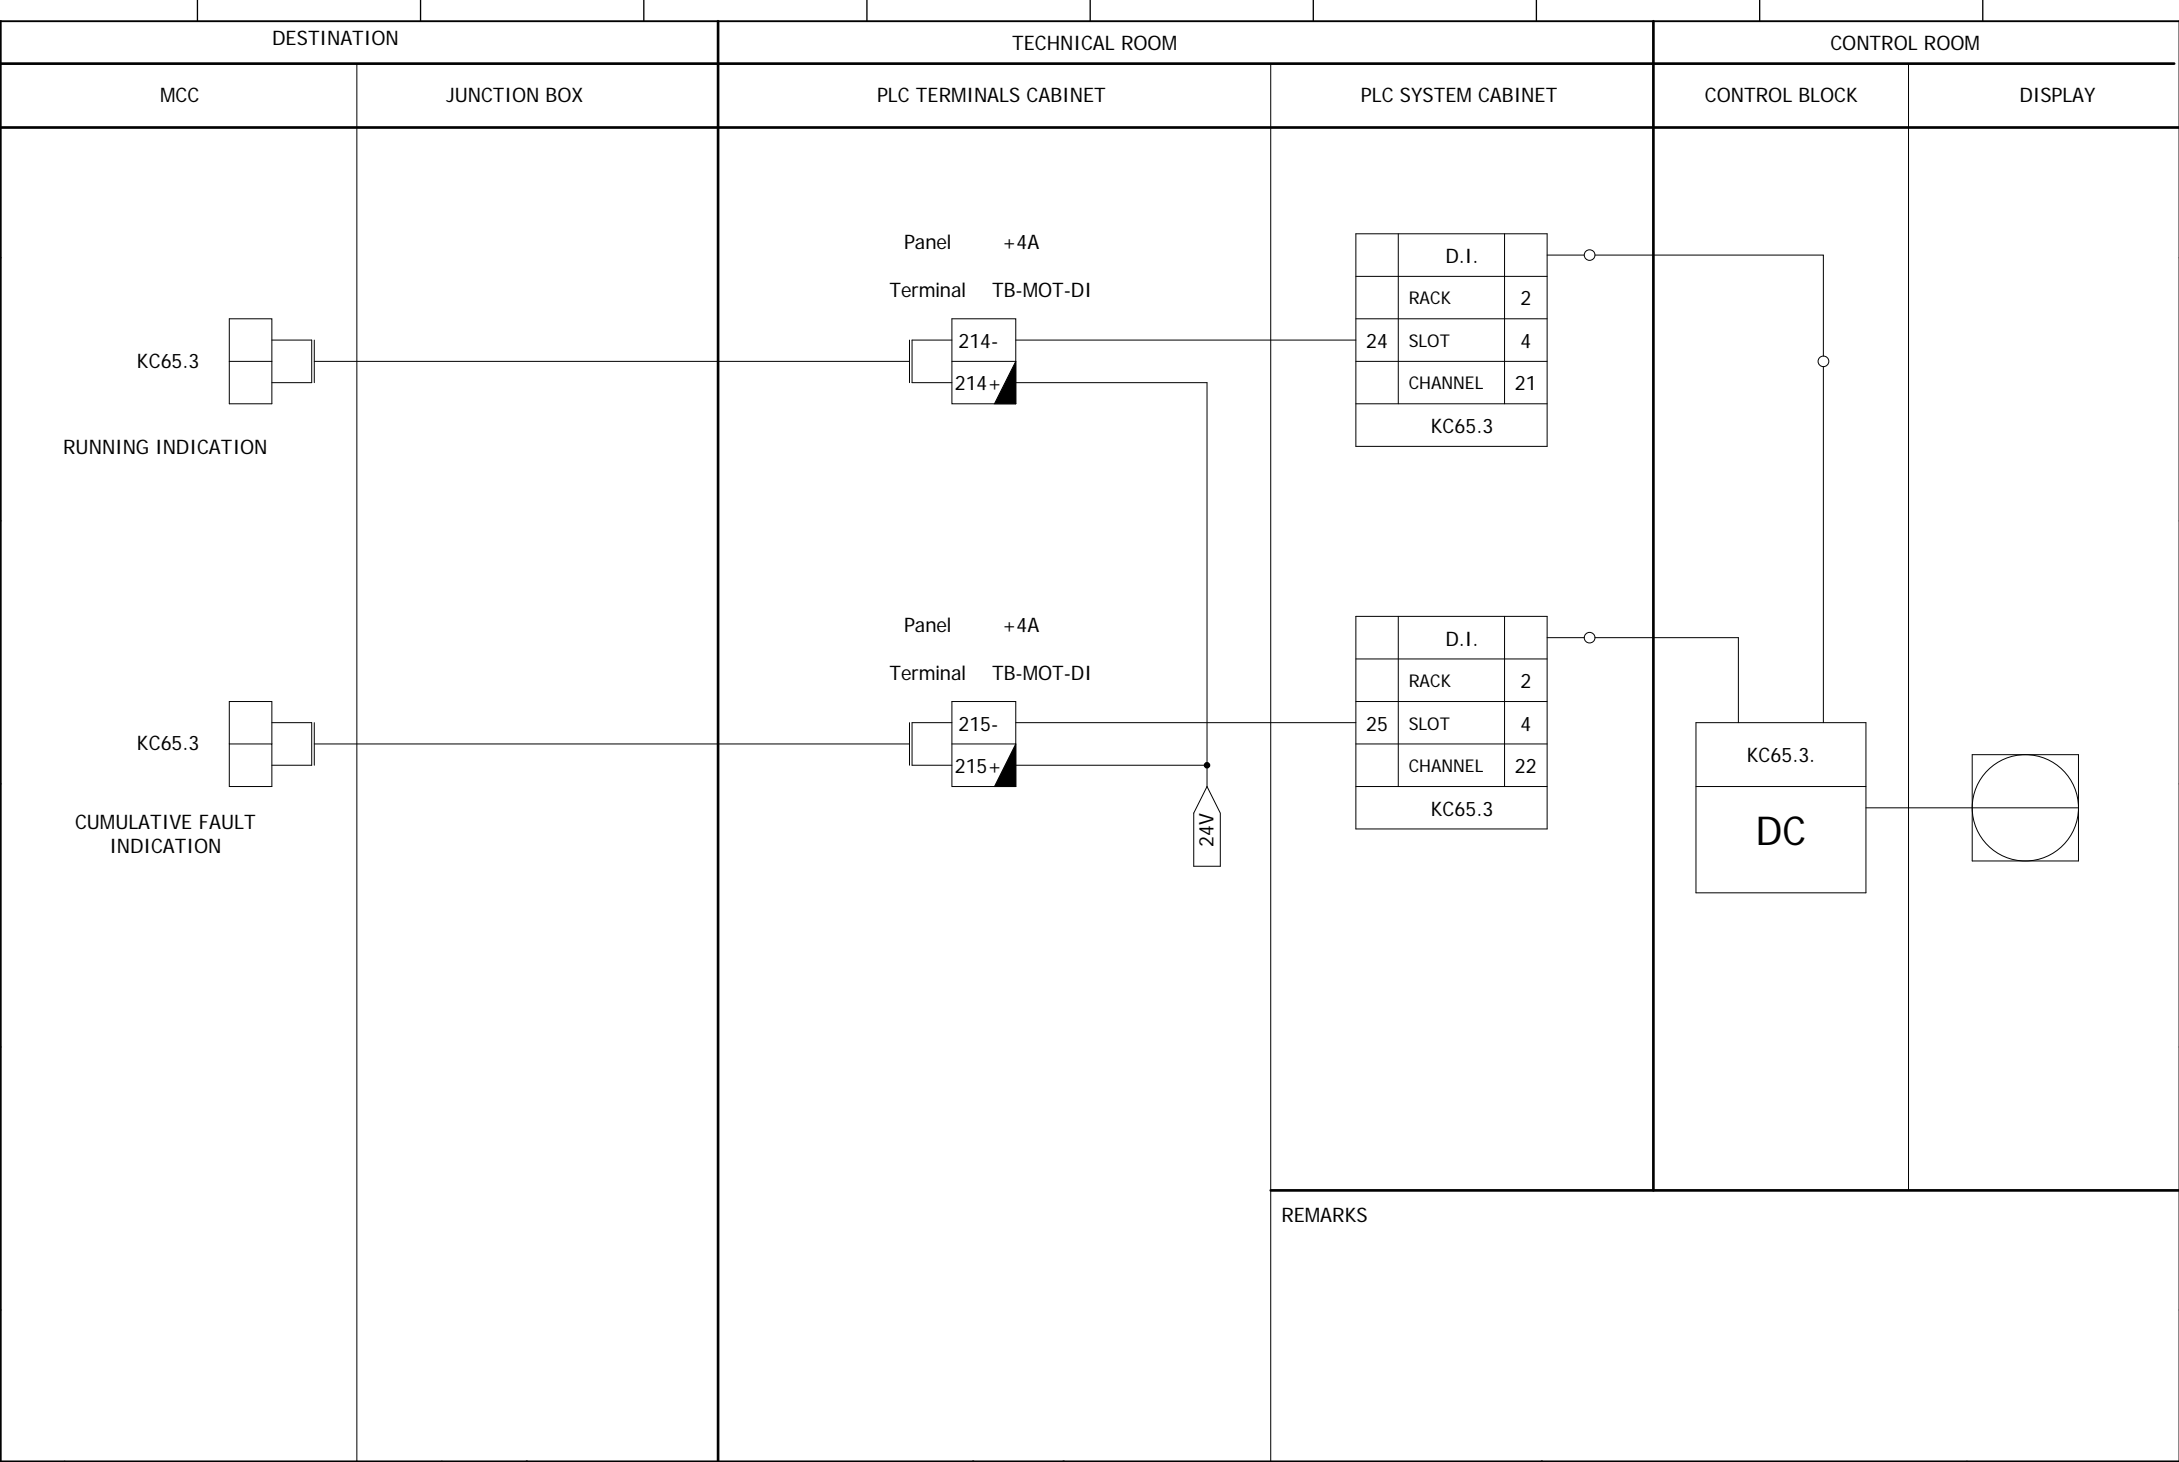 DESTINATION
TECHNICAL ROOM
CONTROL ROOM
MCC
JUNCTION BOX
PLC TERMINALS CABINET
PLC SYSTEM CABINET
CONTROL BLOCK
DISPLAY
Panel +4A
Terminal TB-MOT-DI
KC65.3
RUNNING INDICATION
214-
214+
D.I.
RACK 2
24 SLOT 4
CHANNEL 21
KC65.3
Panel +4A
Terminal TB-MOT-DI
KC65.3
CUMULATIVE FAULT
INDICATION
215-
215+
24V
D.I.
RACK 2
25 SLOT 4
CHANNEL 22
KC65.3
KC65.3.
DC
REMARKS